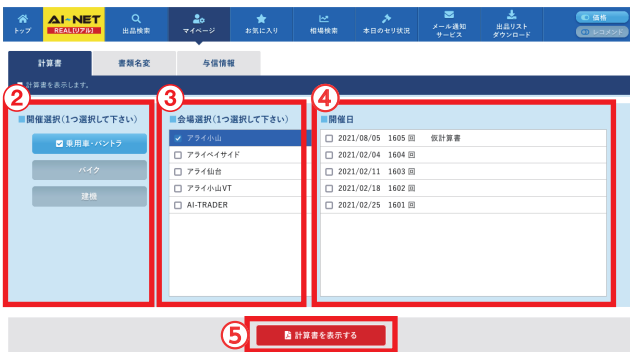 トップ
AI-NET
REAL[リアル]
出品検索
マイページ
お気に入り
相場検索
本日のセリ状況
メール通知
サービス
出品リスト
ダウンロード
価格
レコメンド
計算書
書類名変
与信情報
計算書を表示します。
②
③
④
■開催選択(1つ選択して下さい)
■会場選択(1つ選択して下さい)
■開催日
乗用車・バントラ
バイク
建機
アライ小山
アライベイサイド
アライ仙台
アライ小山VT
AI-TRADER
2021/08/05 1605 回 仮計算書
2021/02/04 1604 回
2021/02/11 1603 回
2021/02/18 1602 回
2021/02/25 1601 回
⑤
計算書を表示する